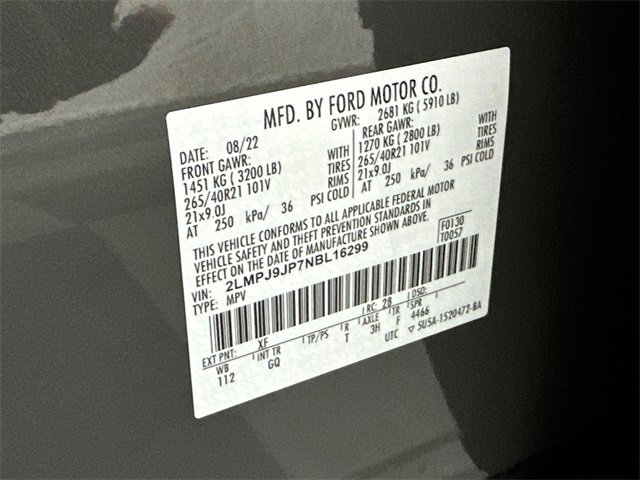 MFD. BY FORD MOTOR CO.
DATE: 08/22 GVWR: 2681 KG ( 5910 LB)
FRONT GAWR: WITH REAR GAWR: WITH
1451 KG ( 3200 LB) TIRES 1270 KG ( 2800 LB) TIRES
265/40R21 101V RIMS 265/40R21 101V RIMS
21x9.0J PSI COLD 21x9.0J PSI COLD
AT 250 kPa/ 36 AT 250 kPa/ 36
THIS VEHICLE CONFORMS TO ALL APPLICABLE FEDERAL MOTOR
VEHICLE SAFETY AND THEFT PREVENTION STANDARDS IN
EFFECT ON THE DATE OF MANUFACTURE SHOWN ABOVE.
VIN: 2LMPJ9JP7NBL16299 F0130
TYPE: MPV T0057
EXT PNT: XF RC: 28 DSO:
WB INT TR TP/PS R AXLE TR SPR
112 GQ T 3H F 4466
UTC ▽ 5U5A-1520472-BA